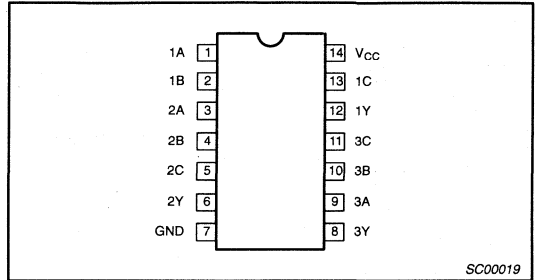 1A 1 14 VCC
1B 2 13 1C
2A 3 12 1Y
2B 4 11 3C
2C 5 10 3B
2Y 6 9 3A
GND 7 8 3Y
SC00019